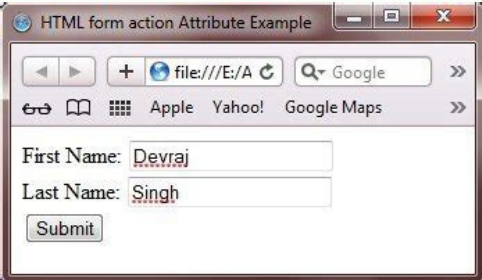 HTML form action Attribute Example
file:///E:/A Google
Apple Yahoo! Google Maps
First Name: Devraj
Last Name: Singh
Submit